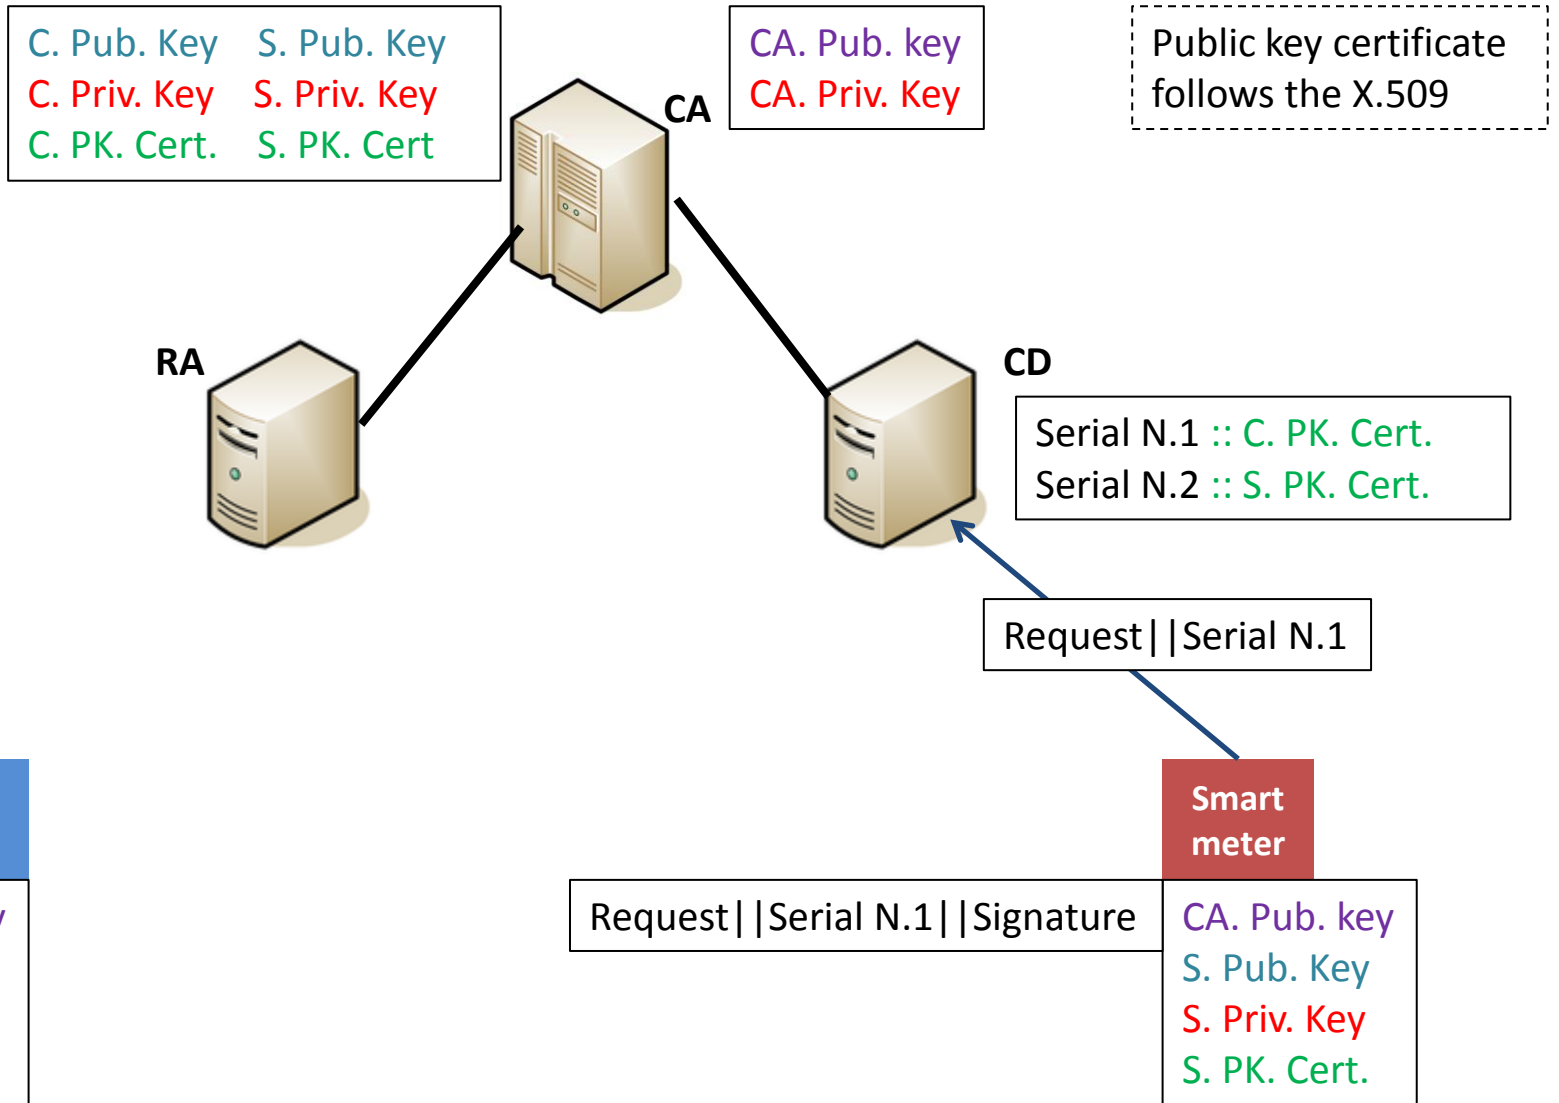 C. Pub. Key S. Pub. Key
C. Priv. Key S. Priv. Key
C. PK. Cert. S. PK. Cert
CA
CA. Pub. key
CA. Priv. Key
Public key certificate
follows the X.509
RA
CD
Serial N.1 :: C. PK. Cert.
Serial N.2 :: S. PK. Cert.
Request||Serial N.1
Smart
meter
Request||Serial N.1||Signature
CA. Pub. key
S. Pub. Key
S. Priv. Key
S. PK. Cert.